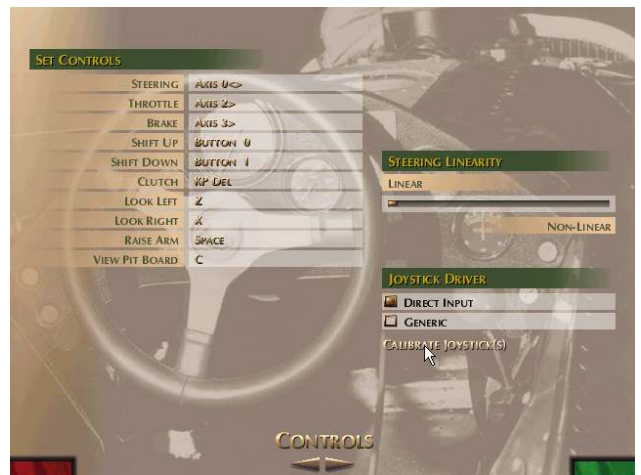 SET CONTROLS
STEERING AXIS 0<>
THROTTLE AXIS 2>
BRAKE AXIS 3>
SHIFT UP BUTTON 0
SHIFT DOWN BUTTON 1
CLUTCH KP DEL
LOOK LEFT Z
LOOK RIGHT X
RAISE ARM SPACE
VIEW PIT BOARD C
STEERING LINEARITY
LINEAR
NON-LINEAR
JOYSTICK DRIVER
DIRECT INPUT
GENERIC
CALIBRATE JOYSTICK(S)
CONTROLS